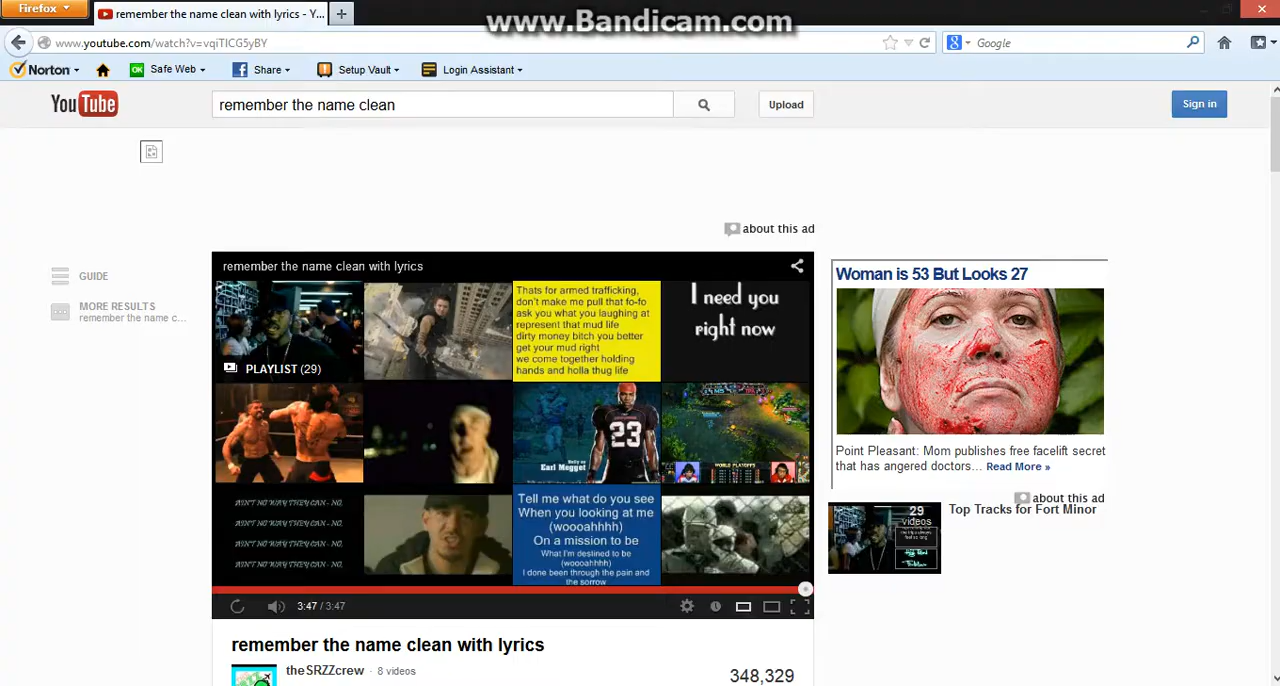 www.Bandicam.com
Firefox
remember the name clean with lyrics - Y...
www.youtube.com/watch?v=vqiTICG5yBY
Google
Norton
Safe Web
Share
Setup Vault
Login Assistant
YouTube
remember the name clean
Upload
Sign in
about this ad
GUIDE
MORE RESULTS
remember the name c...
remember the name clean with lyrics
PLAYLIST (29)
Thats for armed trafficking,
don't make me pull that fo-fo
ask you what you laughing at
represent that mud life
dirty money bitch you better
get your mud right
we come together holding
hands and holla thug life
I need you
right now
23
Earl Megget
WORLD PLAYOFFS
AIN'T NO WAY THEY CAN - NO.
AIN'T NO WAY THEY CAN - NO.
AIN'T NO WAY THEY CAN - NO.
AIN'T NO WAY THEY CAN - NO.
Tell me what do you see
When you looking at me
(woooahhhh)
On a mission to be
What I'm destined to be
(woooahhhh)
I done been through the pain and
the sorrow
3:47 / 3:47
remember the name clean with lyrics
theSRZZcrew · 8 videos
348,329
Woman is 53 But Looks 27
Point Pleasant: Mom publishes free facelift secret
that has angered doctors... Read More »
about this ad
Top Tracks for Fort Minor
29
videos